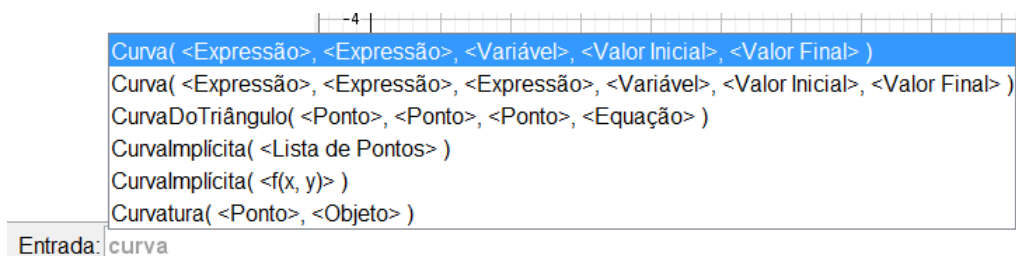 -4
Curva( <Expressão>, <Expressão>, <Variável>, <Valor Inicial>, <Valor Final> )
Curva( <Expressão>, <Expressão>, <Expressão>, <Variável>, <Valor Inicial>, <Valor Final> )
CurvaDoTriângulo( <Ponto>, <Ponto>, <Ponto>, <Equação> )
CurvaImplícita( <Lista de Pontos> )
CurvaImplícita( <f(x, y)> )
Curvatura( <Ponto>, <Objeto> )
Entrada: curva